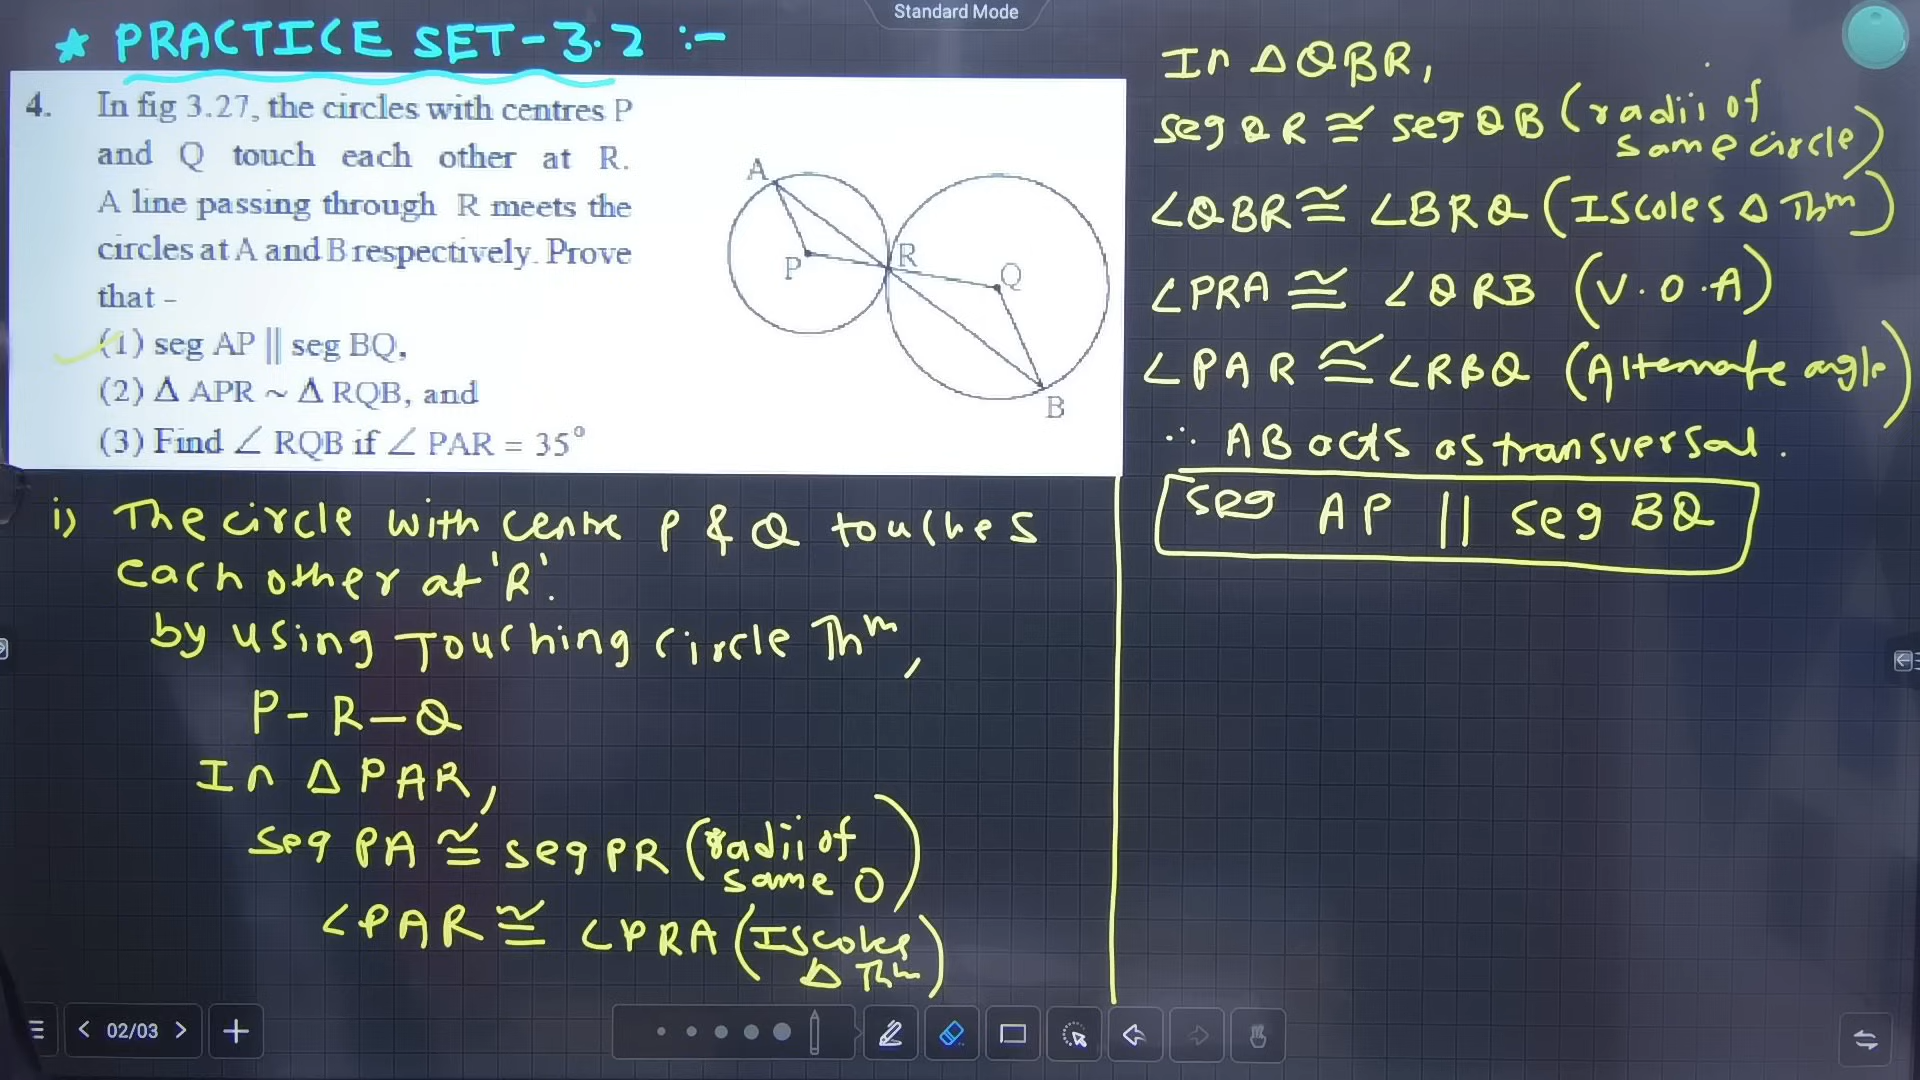 Standard Mode
* PRACTICE SET-3.2 :-
4. In fig 3.27, the circles with centres P
and Q touch each other at R.
A line passing through R meets the
circles at A and B respectively. Prove
that -
(1) seg AP || seg BQ,
(2) Δ APR ~ Δ RQB, and
(3) Find ∠ RQB if ∠ PAR = 35°
A
P
R
Q
B
i) The circle with centre P & Q touches
each other at 'R'.
by using Touching circle Thm,
P-R-Q
In Δ PAR,
seg PA ≅ seg PR (radii of
same O)
∠PAR ≅ ∠PRA (Iscoles
Δ Thm)
In Δ QBR,
seg QR ≅ seg QB (radii of
same circle)
∠QBR ≅ ∠BRQ (Iscoles Δ Thm)
∠PRA ≅ ∠QRB (V.O.A)
∠PAR ≅ ∠RBQ (Alternate angle)
∴ AB acts as transversal.
seg AP || seg BQ
02/03